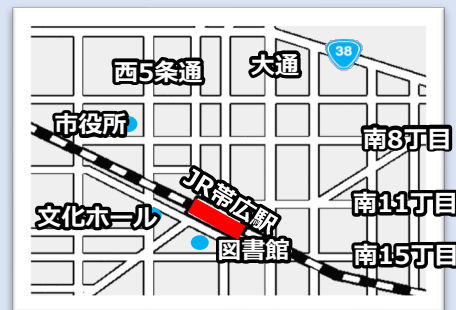 38
西5条通
大通
市役所
南8丁目
JR帯広駅
文化ホール
南11丁目
図書館
南15丁目